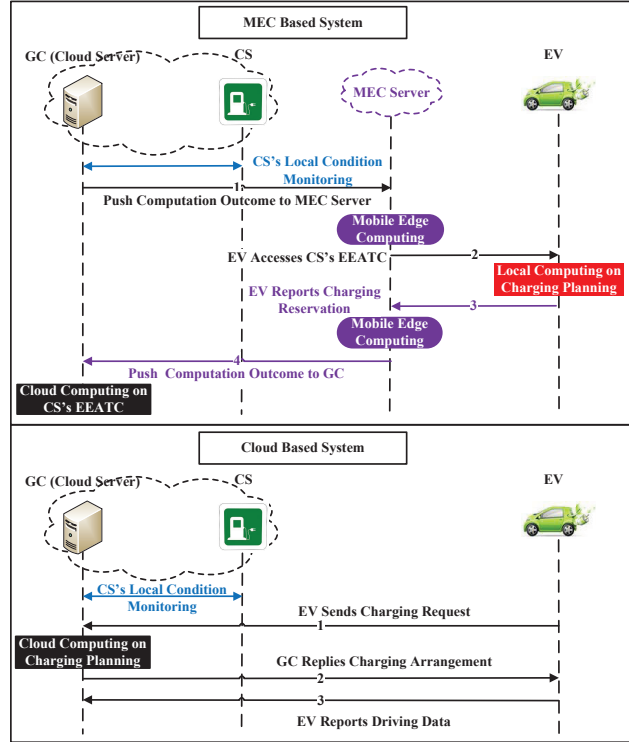 MEC Based System
GC (Cloud Server)
CS
EV
MEC Server
CS's Local Condition
Monitoring
1
Push Computation Outcome to MEC Server
Mobile Edge
Computing
EV Accesses CS's EEATC
2
Local Computing on
Charging Planning
EV Reports Charging
Reservation
3
Mobile Edge
Computing
4
Push Computation Outcome to GC
Cloud Computing on
CS's EEATC
Cloud Based System
GC (Cloud Server)
CS
EV
CS's Local Condition
Monitoring
EV Sends Charging Request
1
Cloud Computing on
Charging Planning
GC Replies Charging Arrangement
2
3
EV Reports Driving Data